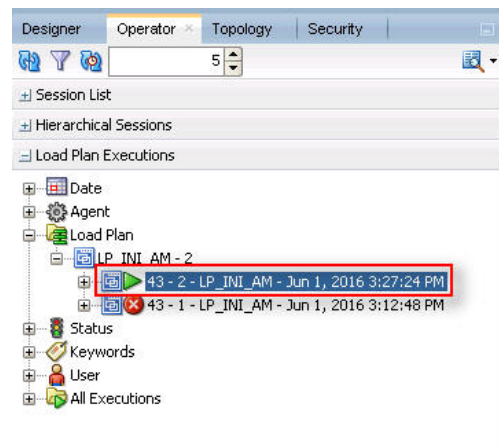 Designer Operator Topology Security
5
Session List
Hierarchical Sessions
Load Plan Executions
Date
Agent
Load Plan
LP_INI_AM - 2
43 - 2 - LP_INI_AM - Jun 1, 2016 3:27:24 PM
43 - 1 - LP_INI_AM - Jun 1, 2016 3:12:48 PM
Status
Keywords
User
All Executions